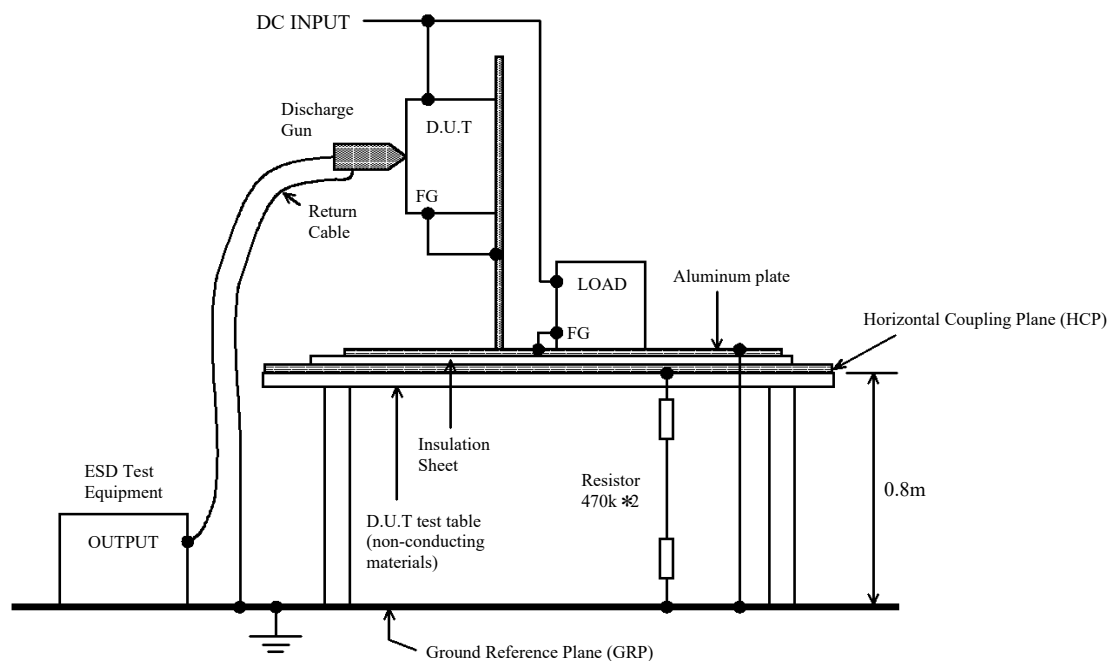 DC INPUT
Discharge
Gun
D.U.T
FG
Return
Cable
LOAD
Aluminum plate
FG
Horizontal Coupling Plane (HCP)
Insulation
Sheet
ESD Test
Equipment
Resistor
470k *2
0.8m
OUTPUT
D.U.T test table
(non-conducting
materials)
Ground Reference Plane (GRP)